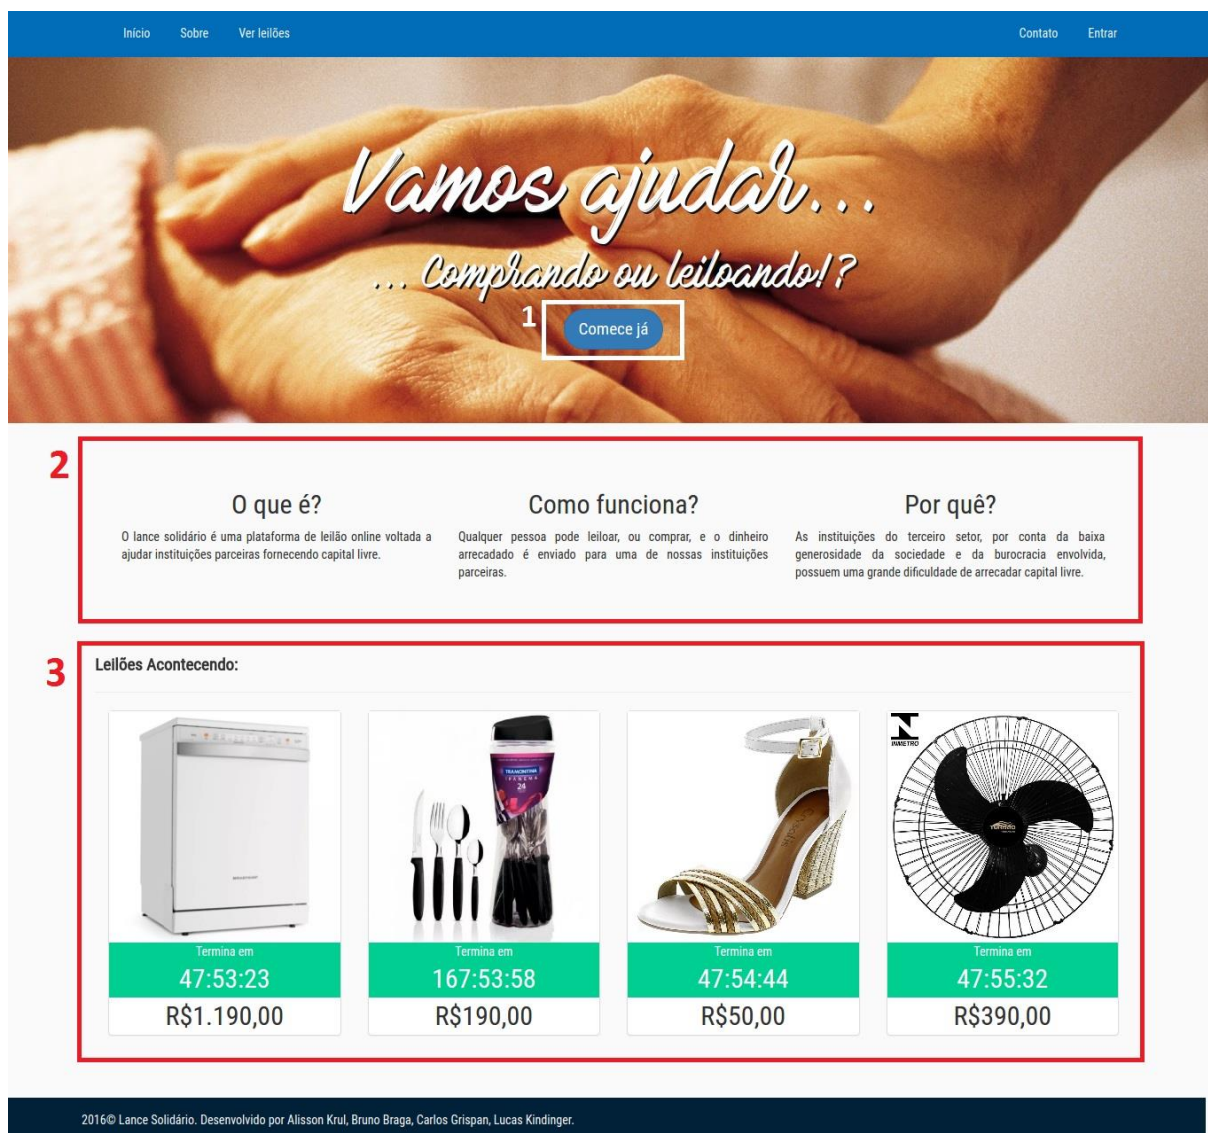 Início Sobre Ver leilões Contato Entrar
Vamos ajudar...
... Comprando ou leiloando!?
1
Comece já
2
O que é?
O lance solidário é uma plataforma de leilão online voltada a
ajudar instituições parceiras fornecendo capital livre.
Como funciona?
Qualquer pessoa pode leiloar, ou comprar, e o dinheiro
arrecadado é enviado para uma de nossas instituições
parceiras.
Por quê?
As instituições do terceiro setor, por conta da baixa
generosidade da sociedade e da burocracia envolvida,
possuem uma grande dificuldade de arrecadar capital livre.
3
Leilões Acontecendo:
Termina em
47:53:23
R$1.190,00
TRAMONTINA
IPANEMA
24
Termina em
167:53:58
R$190,00
Termina em
47:54:44
R$50,00
INMETRO
Termina em
47:55:32
R$390,00
2016© Lance Solidário. Desenvolvido por Alisson Krul, Bruno Braga, Carlos Grispan, Lucas Kindinger.